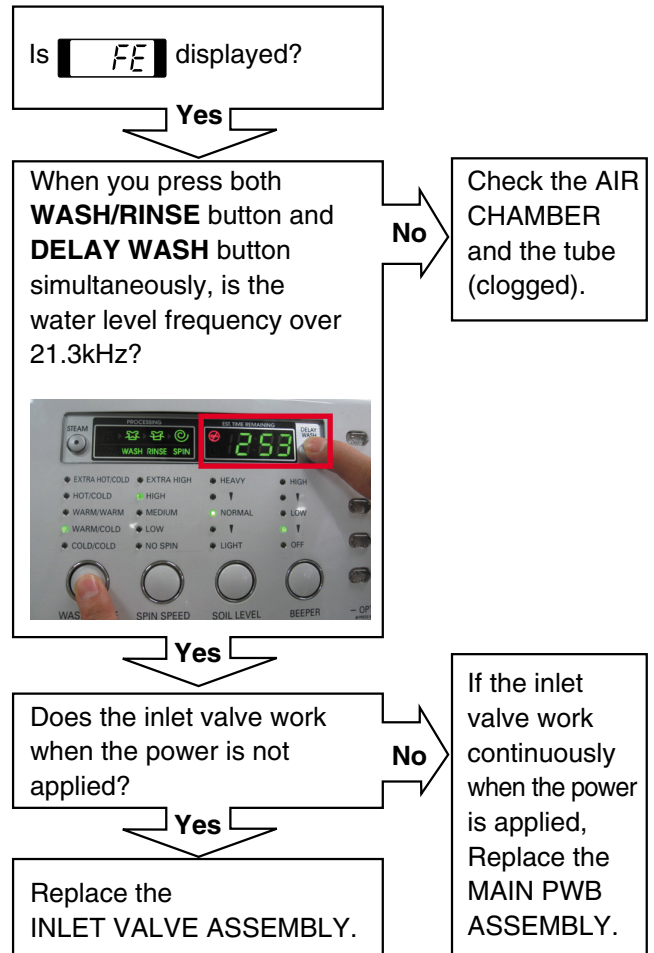 Is FE displayed?
Yes
When you press both
WASH/RINSE button and
DELAY WASH button
simultaneously, is the
water level frequency over
21.3kHz?
No
Check the AIR
CHAMBER
and the tube
(clogged).
STEAM
PROCESSING
WASH RINSE SPIN
EST. TIME REMAINING
2 5 3
DELAY
WASH
EXTRA HOT/COLD
HOT/COLD
WARM/WARM
WARM/COLD
COLD/COLD
EXTRA HIGH
HIGH
MEDIUM
LOW
NO SPIN
HEAVY
NORMAL
LIGHT
HIGH
LOW
OFF
SPIN SPEED
SOIL LEVEL
BEEPER
Yes
Does the inlet valve work
when the power is not
applied?
No
If the inlet
valve work
continuously
when the power
is applied,
Replace the
MAIN PWB
ASSEMBLY.
Yes
Replace the
INLET VALVE ASSEMBLY.